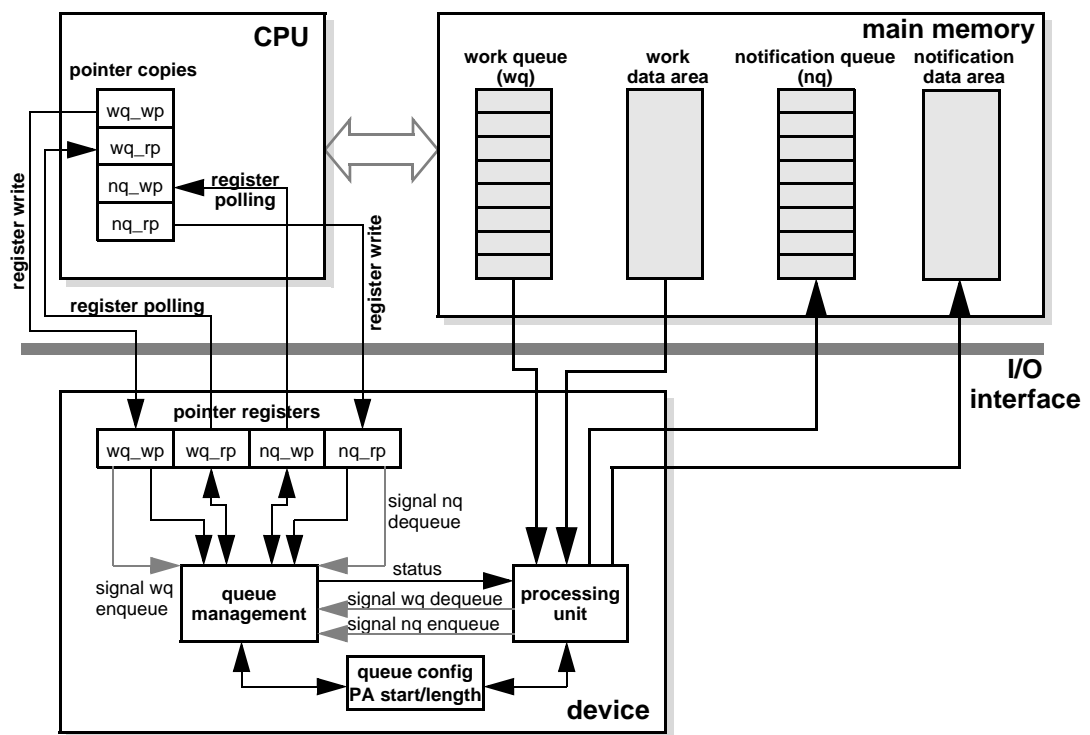 CPU
pointer copies
wq_wp
wq_rp
nq_wp
nq_rp
register
polling
register write
register polling
register write
main memory
work queue
(wq)
work
data area
notification queue
(nq)
notification
data area
I/O
interface
pointer registers
wq_wp
wq_rp
nq_wp
nq_rp
signal nq
dequeue
signal wq
enqueue
queue
management
status
signal wq dequeue
signal nq enqueue
processing
unit
queue config
PA start/length
device